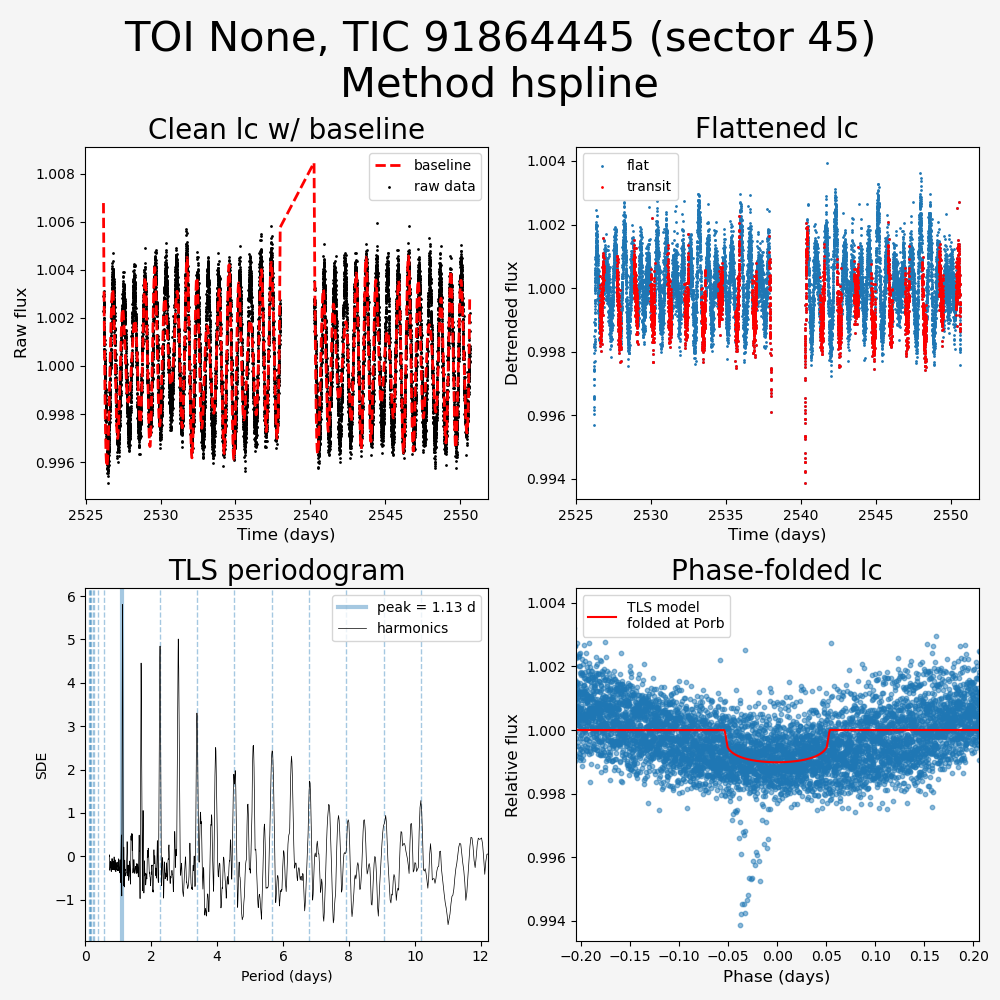 TOI None, TIC 91864445 (sector 45)
Method hspline
Clean lc w/ baseline
Raw flux
1.008
1.006
1.004
1.002
1.000
0.998
0.996
baseline
raw data
2525
2530
2535
2540
2545
2550
Time (days)
Flattened lc
Detrended flux
1.004
1.002
1.000
0.998
0.996
0.994
flat
transit
2525
2530
2535
2540
2545
2550
Time (days)
TLS periodogram
SDE
6
5
4
3
2
1
0
−1
peak = 1.13 d
harmonics
0
2
4
6
8
10
12
Period (days)
Phase-folded lc
Relative flux
1.004
1.002
1.000
0.998
0.996
0.994
TLS model
folded at Porb
−0.20
−0.15
−0.10
−0.05
0.00
0.05
0.10
0.15
0.20
Phase (days)